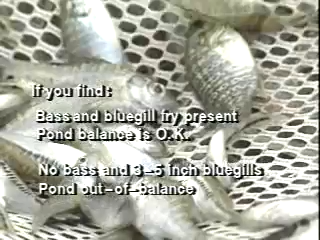 If you find:
Bass and bluegill fry present
Pond balance is O.K.
No bass and 3-5 inch bluegills
Pond out-of-balance